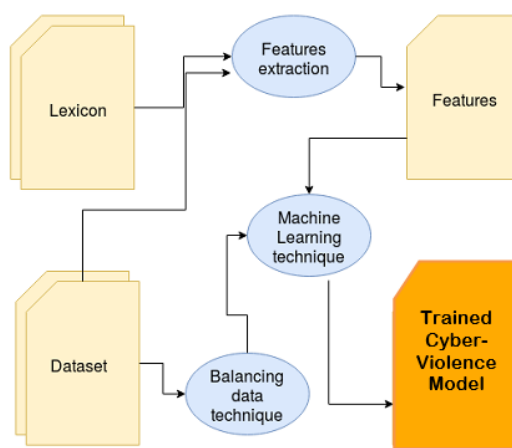 Features
extraction
Lexicon
Features
Machine
Learning
technique
Trained
Cyber-
Violence
Model
Dataset
Balancing
data
technique